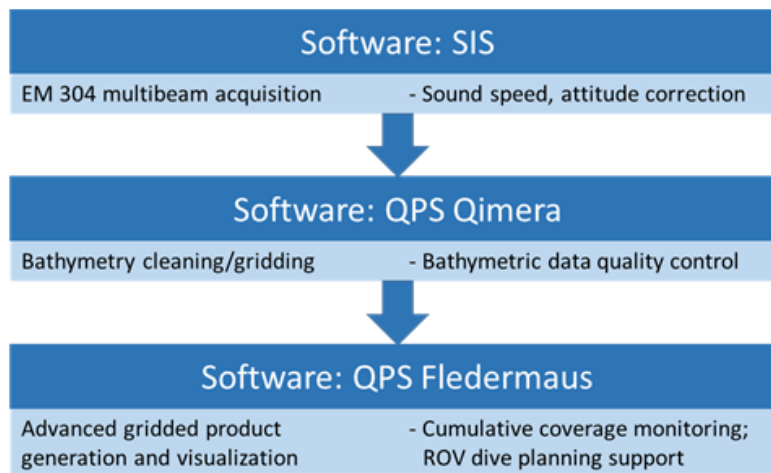 Software: SIS
EM 304 multibeam acquisition - Sound speed, attitude correction
Software: QPS Qimera
Bathymetry cleaning/gridding - Bathymetric data quality control
Software: QPS Fledermaus
Advanced gridded product
generation and visualization
- Cumulative coverage monitoring;
ROV dive planning support